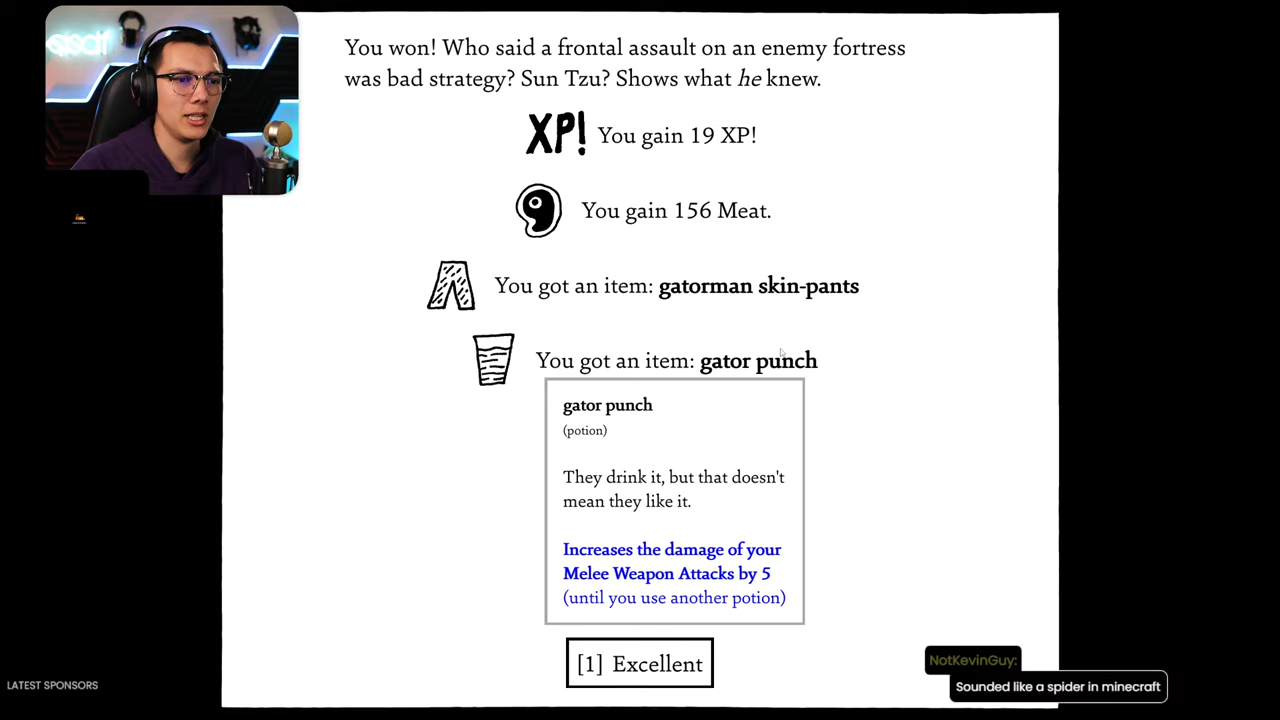 You won! Who said a frontal assault on an enemy fortress
was bad strategy? Sun Tzu? Shows what he knew.
XP! You gain 19 XP!
You gain 156 Meat.
You got an item: gatorman skin-pants
You got an item: gator punch
gator punch
(potion)
They drink it, but that doesn't
mean they like it.
Increases the damage of your
Melee Weapon Attacks by 5
(until you use another potion)
[1] Excellent
NotKevinGuy:
Sounded like a spider in minecraft
LATEST SPONSORS